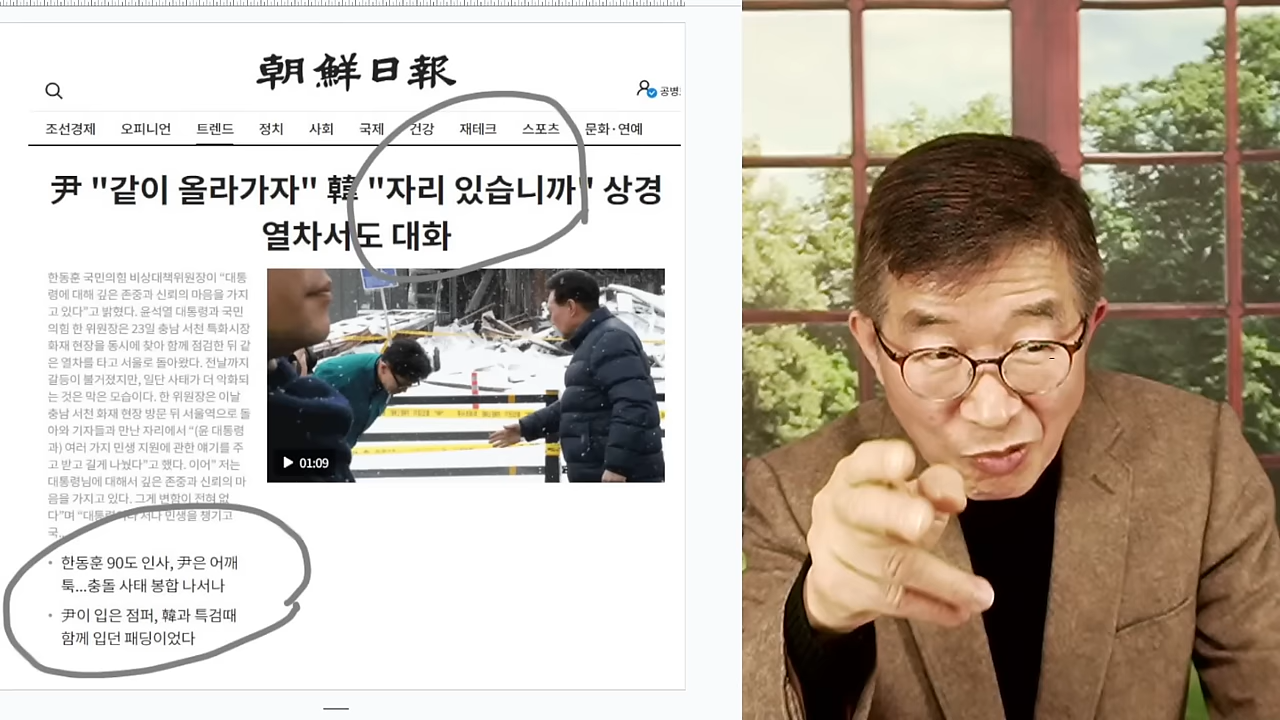 朝鮮日報
공병
조선경제 오피니언 트렌드 정치 사회 국제 건강 재테크 스포츠 문화·연예
尹 "같이 올라가자" 韓 "자리 있습니까" 상경
열차서도 대화
한동훈 국민의힘 비상대책위원장이 “대통
령에 대해 깊은 존중과 신뢰의 마음을 가지
고 있다”고 밝혔다. 윤석열 대통령과 국민
의힘 한 위원장은 23일 충남 서천 특화시장
화재 현장을 동시에 찾아 함께 점검한 뒤 같
은 열차를 타고 서울로 돌아왔다. 전날까지
갈등이 불거졌지만, 일단 사태가 더 악화되
는 것은 막은 모습이다. 한 위원장은 이날
충남 서천 화재 현장 방문 뒤 서울역으로 돌
아와 기자들과 만난 자리에서 “(윤 대통령
과) 여러 가지 민생 지원에 관한 얘기를 주
고 받고 길게 나눴다”고 했다. 이어“ 저는
대통령님에 대해서 깊은 존중과 신뢰의 마
음을 가지고 있다. 그게 변함이 전혀 없
다”며 “대통령이나 저나 민생을 챙기고
국...
01:09
• 한동훈 90도 인사, 尹은 어깨
툭...충돌 사태 봉합 나서나
• 尹이 입은 점퍼, 韓과 특검때
함께 입던 패딩이었다